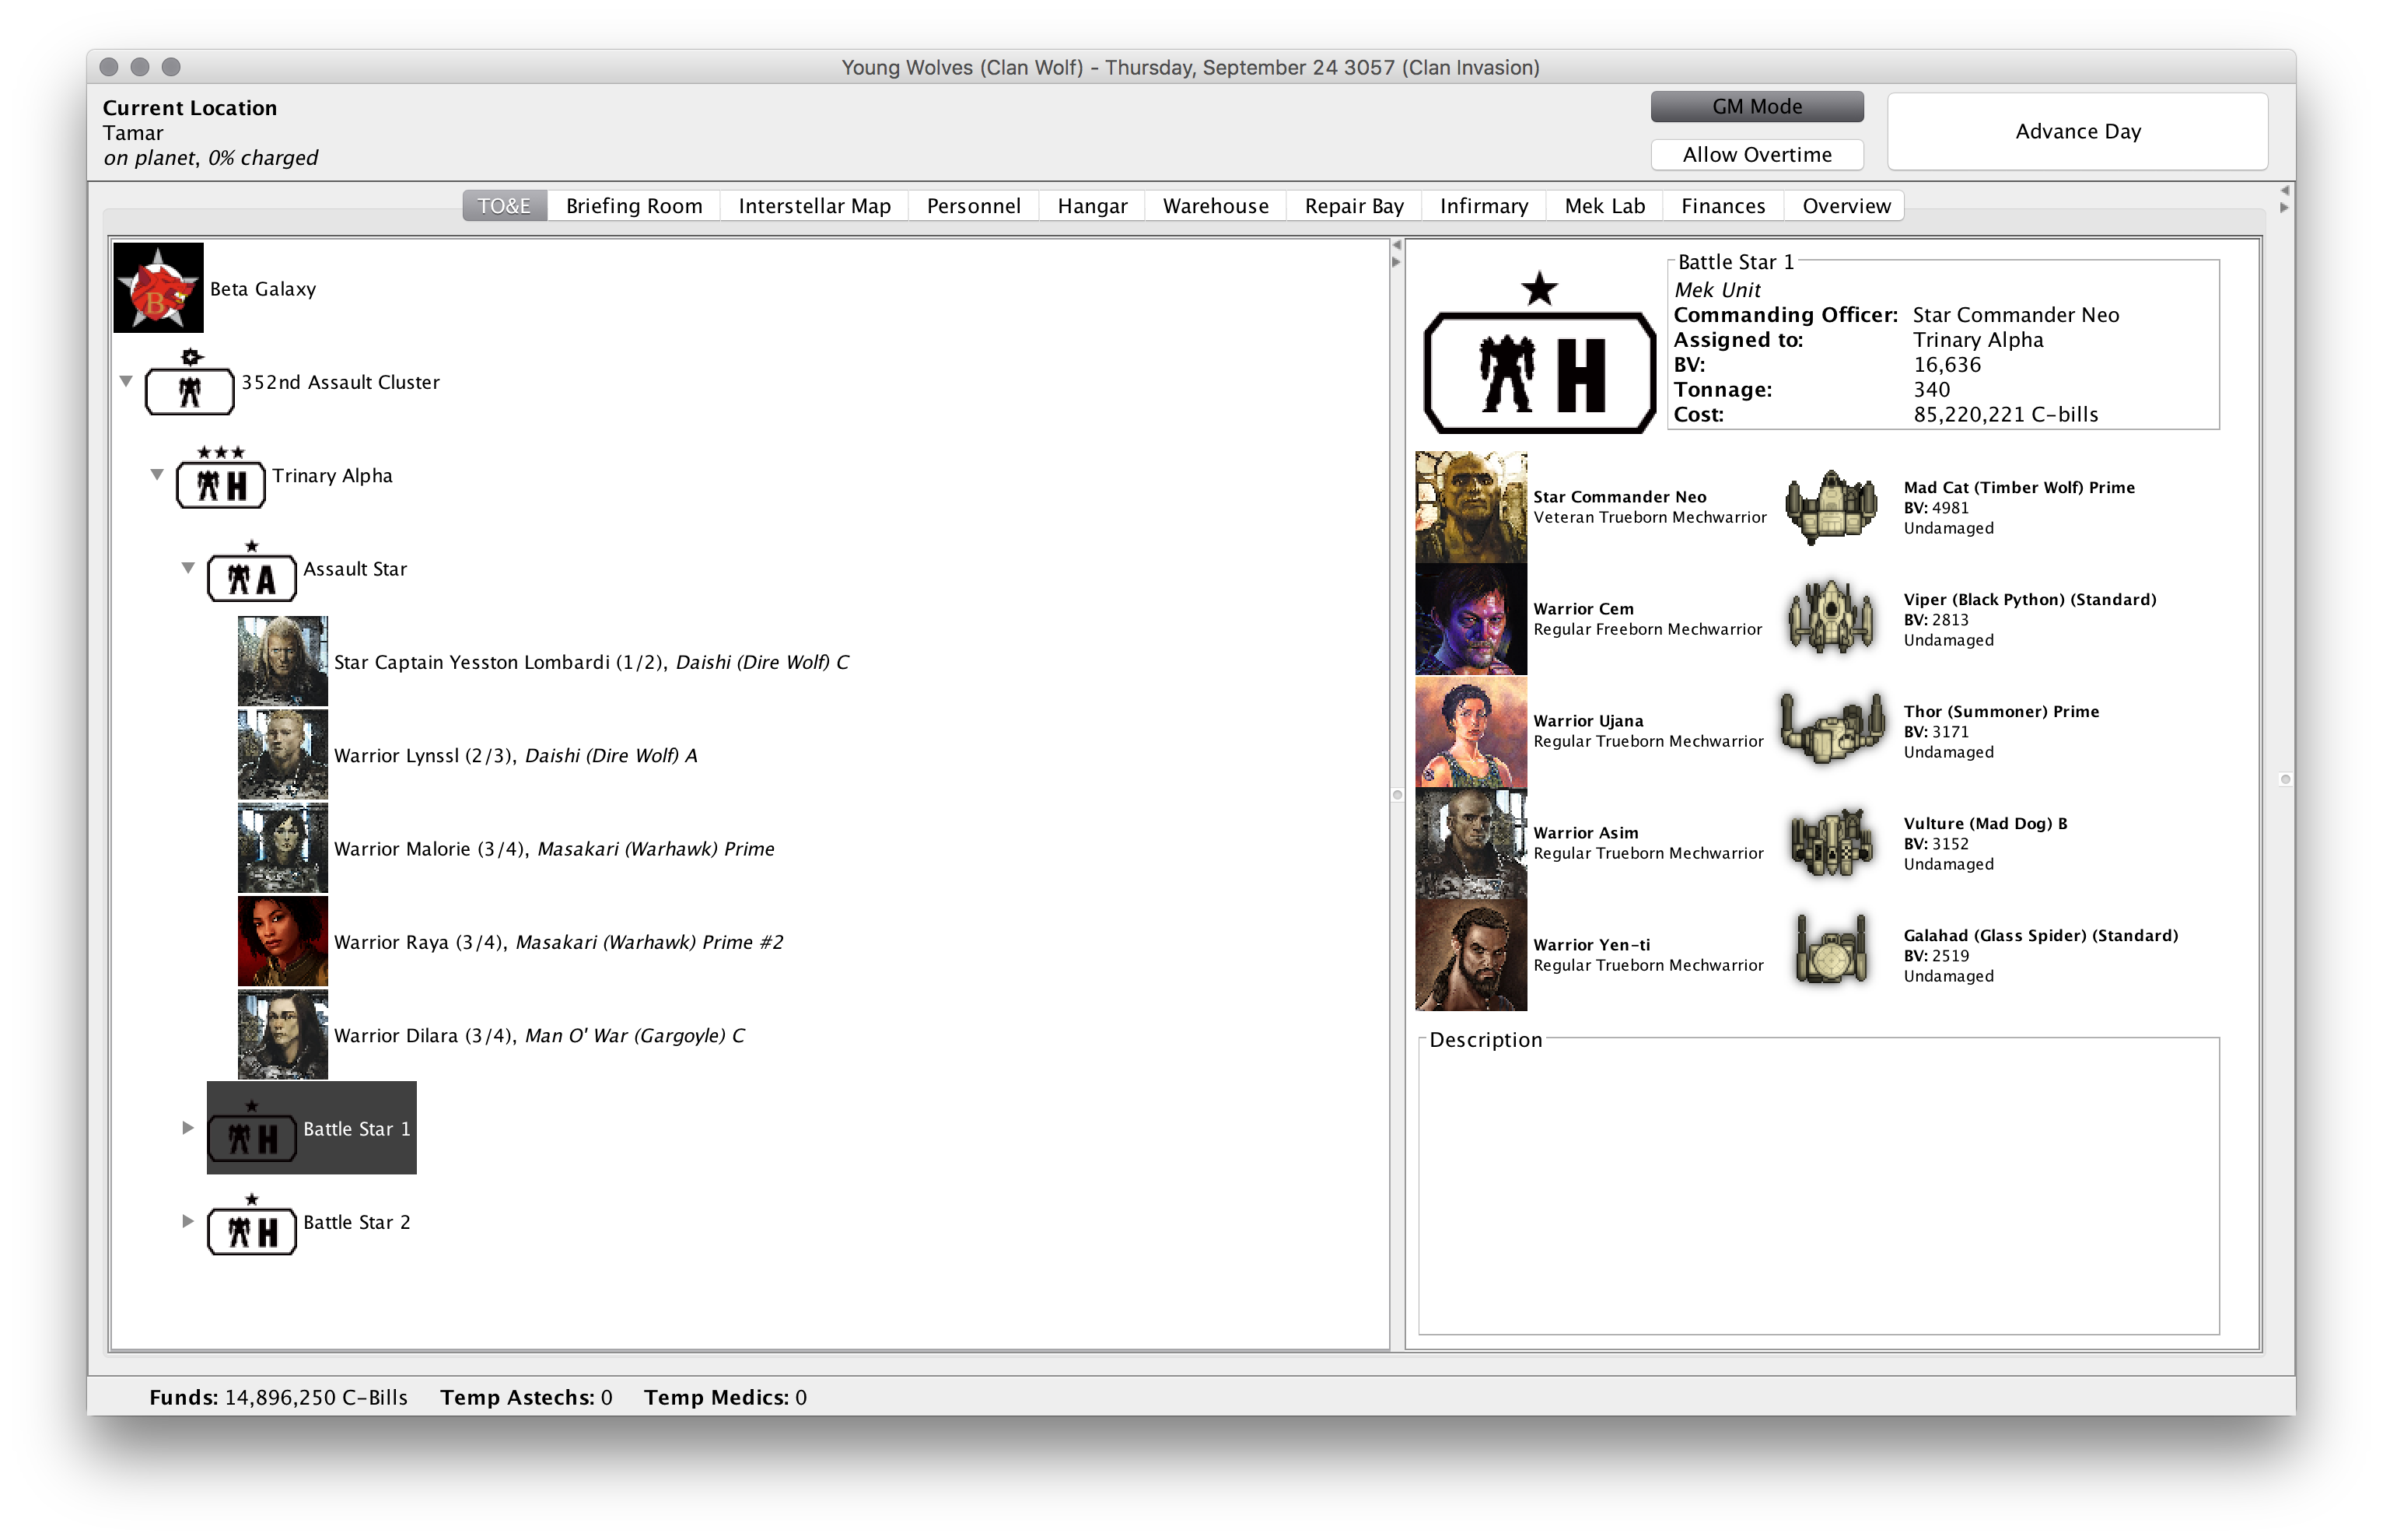 Young Wolves (Clan Wolf) - Thursday, September 24 3057 (Clan Invasion)
Current Location
Tamar
on planet, 0% charged
GM Mode
Allow Overtime
Advance Day
TO&E Briefing Room Interstellar Map Personnel Hangar Warehouse Repair Bay Infirmary Mek Lab Finances Overview
B
Beta Galaxy
352nd Assault Cluster
H
Trinary Alpha
A
Assault Star
Star Captain Yesston Lombardi (1/2), Daishi (Dire Wolf) C
Warrior Lynssl (2/3), Daishi (Dire Wolf) A
Warrior Malorie (3/4), Masakari (Warhawk) Prime
Warrior Raya (3/4), Masakari (Warhawk) Prime #2
Warrior Dilara (3/4), Man O' War (Gargoyle) C
H
Battle Star 1
H
Battle Star 2
H
Battle Star 1
Mek Unit
Commanding Officer: Star Commander Neo
Assigned to: Trinary Alpha
BV: 16,636
Tonnage: 340
Cost: 85,220,221 C-bills
Star Commander Neo
Veteran Trueborn Mechwarrior
Mad Cat (Timber Wolf) Prime
BV: 4981
Undamaged
Warrior Cem
Regular Freeborn Mechwarrior
Viper (Black Python) (Standard)
BV: 2813
Undamaged
Warrior Ujana
Regular Trueborn Mechwarrior
Thor (Summoner) Prime
BV: 3171
Undamaged
Warrior Asim
Regular Trueborn Mechwarrior
Vulture (Mad Dog) B
BV: 3152
Undamaged
Warrior Yen-ti
Regular Trueborn Mechwarrior
Galahad (Glass Spider) (Standard)
BV: 2519
Undamaged
Description
Funds: 14,896,250 C-Bills Temp Astechs: 0 Temp Medics: 0